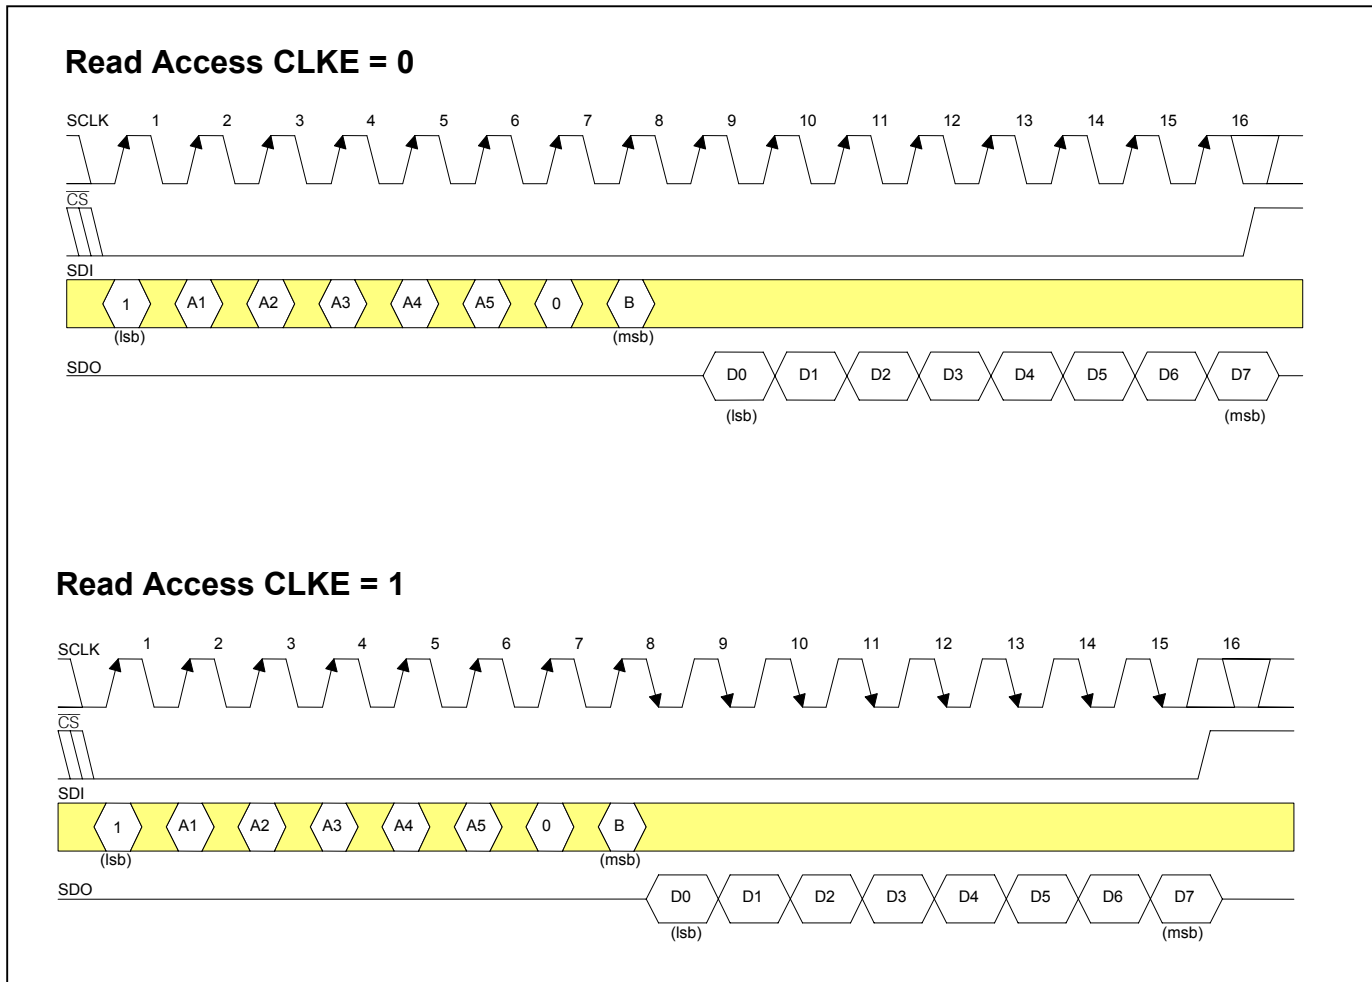 Read Access CLKE = 0
SCLK 1 2 3 4 5 6 7 8 9 10 11 12 13 14 15 16
CS
SDI
1 A1 A2 A3 A4 A5 0 B
(lsb) (msb)
SDO
D0 D1 D2 D3 D4 D5 D6 D7
(lsb) (msb)
Read Access CLKE = 1
SCLK 1 2 3 4 5 6 7 8 9 10 11 12 13 14 15 16
CS
SDI
1 A1 A2 A3 A4 A5 0 B
(lsb) (msb)
SDO
D0 D1 D2 D3 D4 D5 D6 D7
(lsb) (msb)